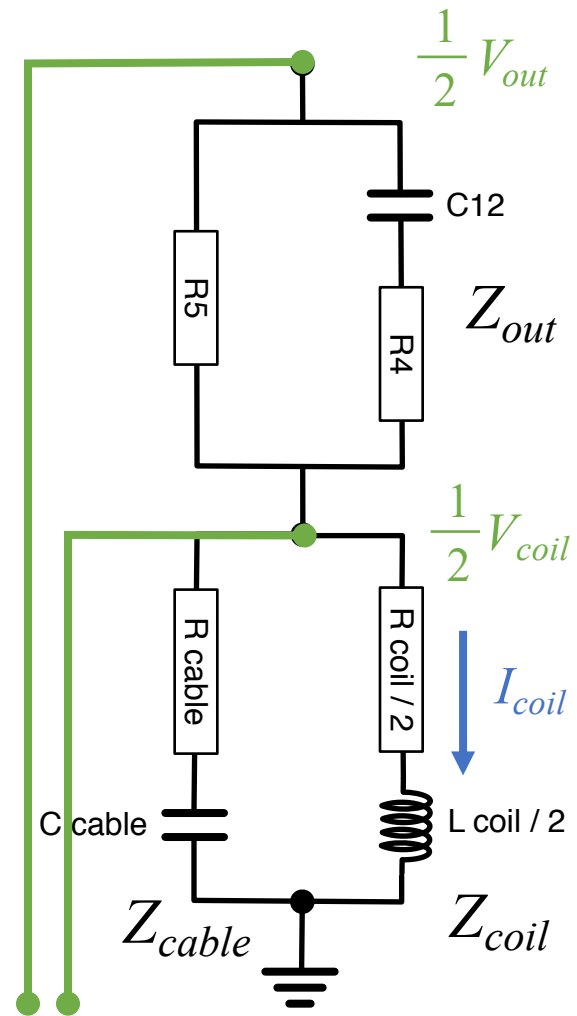 1/2 V_out
C12
R5
Z_out
R4
1/2 V_coil
R cable
R coil / 2
I_coil
C cable
L coil / 2
Z_cable
Z_coil